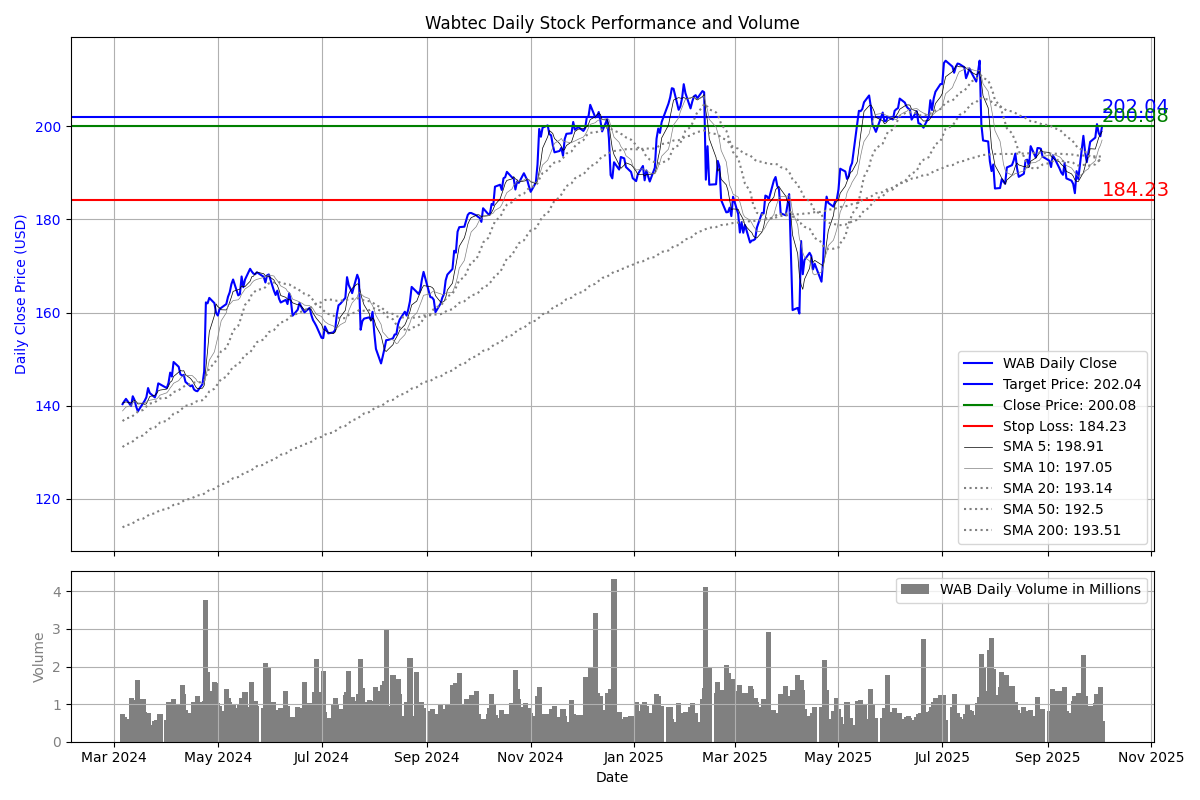 Wabtec Daily Stock Performance and Volume
Daily Close Price (USD)
200
180
160
140
120
202.04
200.08
184.23
WAB Daily Close
Target Price: 202.04
Close Price: 200.08
Stop Loss: 184.23
SMA 5: 198.91
SMA 10: 197.05
SMA 20: 193.14
SMA 50: 192.5
SMA 200: 193.51
Volume
4
3
2
1
0
WAB Daily Volume in Millions
Mar 2024 May 2024 Jul 2024 Sep 2024 Nov 2024 Jan 2025 Mar 2025 May 2025 Jul 2025 Sep 2025 Nov 2025
Date